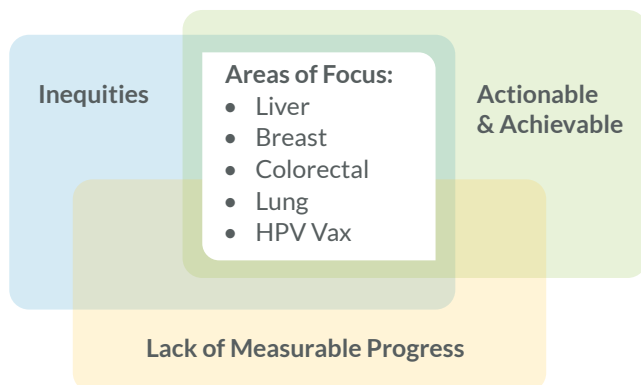 Inequities
Areas of Focus:
• Liver
• Breast
• Colorectal
• Lung
• HPV Vax
Actionable
& Achievable
Lack of Measurable Progress